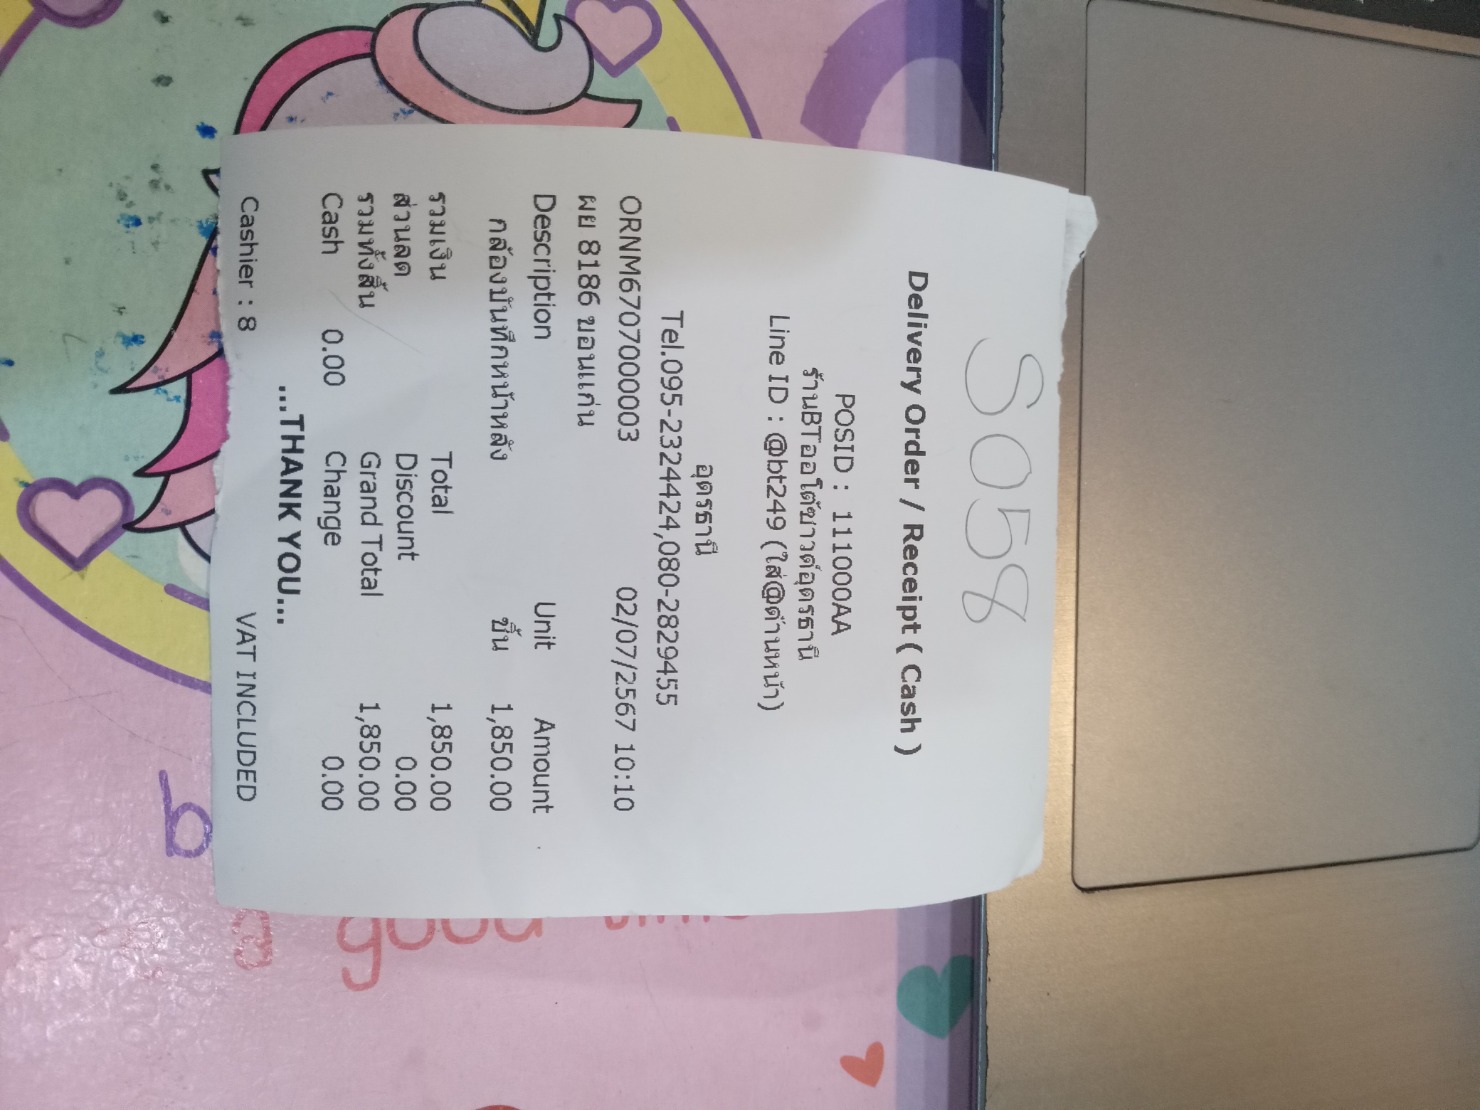 S058
Delivery Order / Receipt ( Cash )
POSID : 111000AA
ร้านBTออโต้ซาวด์อุดรธานี
Line ID : @bt249 (ใส่@ด้านหน้า)
อุดรธานี
Tel.095-2324424,080-2829455
ORNM6707000003 02/07/2567 10:10
ผย 8186 ขอนแก่น
Description Unit Amount
กล้องบันทึกหน้าหลัง ชิ้น 1,850.00
รวมเงิน Total 1,850.00
ส่วนลด Discount 0.00
รวมทั้งสิ้น Grand Total 1,850.00
Cash 0.00 Change 0.00
...THANK YOU...
Cashier : 8 VAT INCLUDED
good